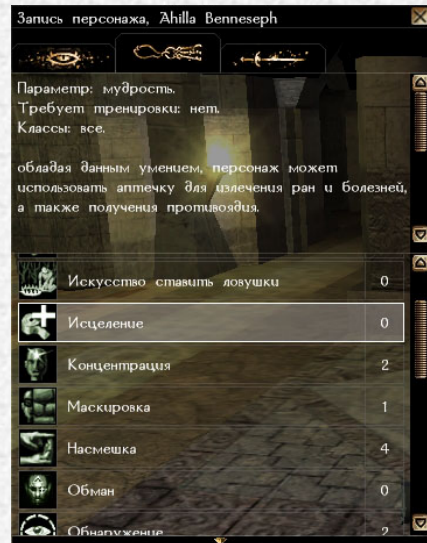 Запись персонажа, Ahilla Benneseph
Параметр: мудрость.
Требует тренировки: нет.
Классы: все.
обладая данным умением, персонаж может
использовать аптечку для излечения ран и болезней,
а также получения противоядия.
Искусство ставить ловушки 0
Исцеление 0
Концентрация 2
Маскировка 1
Насмешка 4
Обман 0
Обнаружение 2